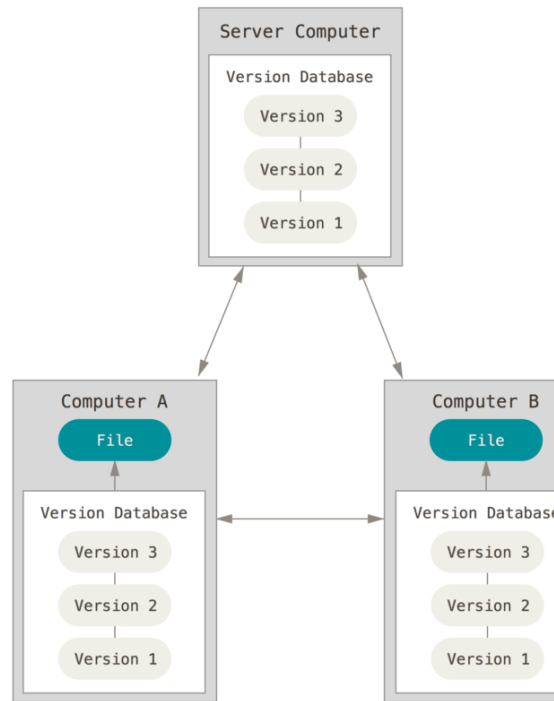 Server Computer
Version Database
Version 3
Version 2
Version 1
Computer A
File
Version Database
Version 3
Version 2
Version 1
Computer B
File
Version Database
Version 3
Version 2
Version 1